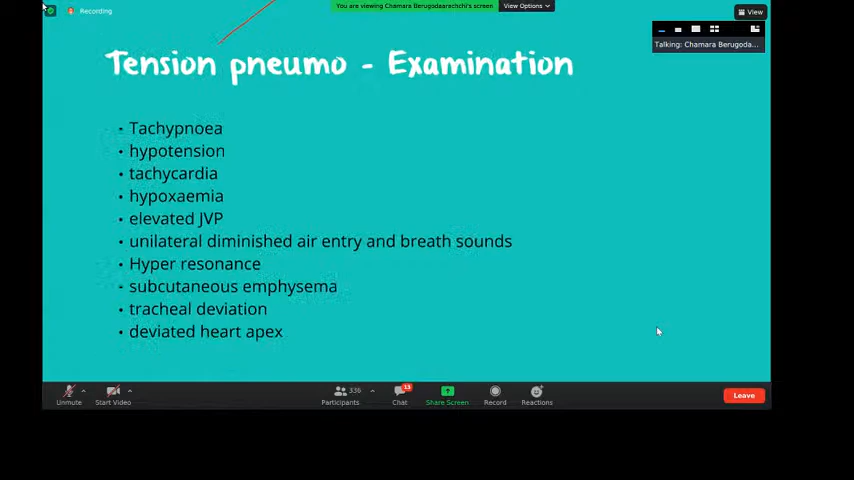 Recording
You are viewing Chamara Berugodaarachchi's screen
View Options
View
Talking: Chamara Berugoda...
Tension pneumo - Examination
- Tachypnoea
• hypotension
• tachycardia
• hypoxaemia
• elevated JVP
• unilateral diminished air entry and breath sounds
• Hyper resonance
- subcutaneous emphysema
• tracheal deviation
• deviated heart apex
Unmute
Start Video
336
Participants
13
Chat
Share Screen
Record
Reactions
Leave